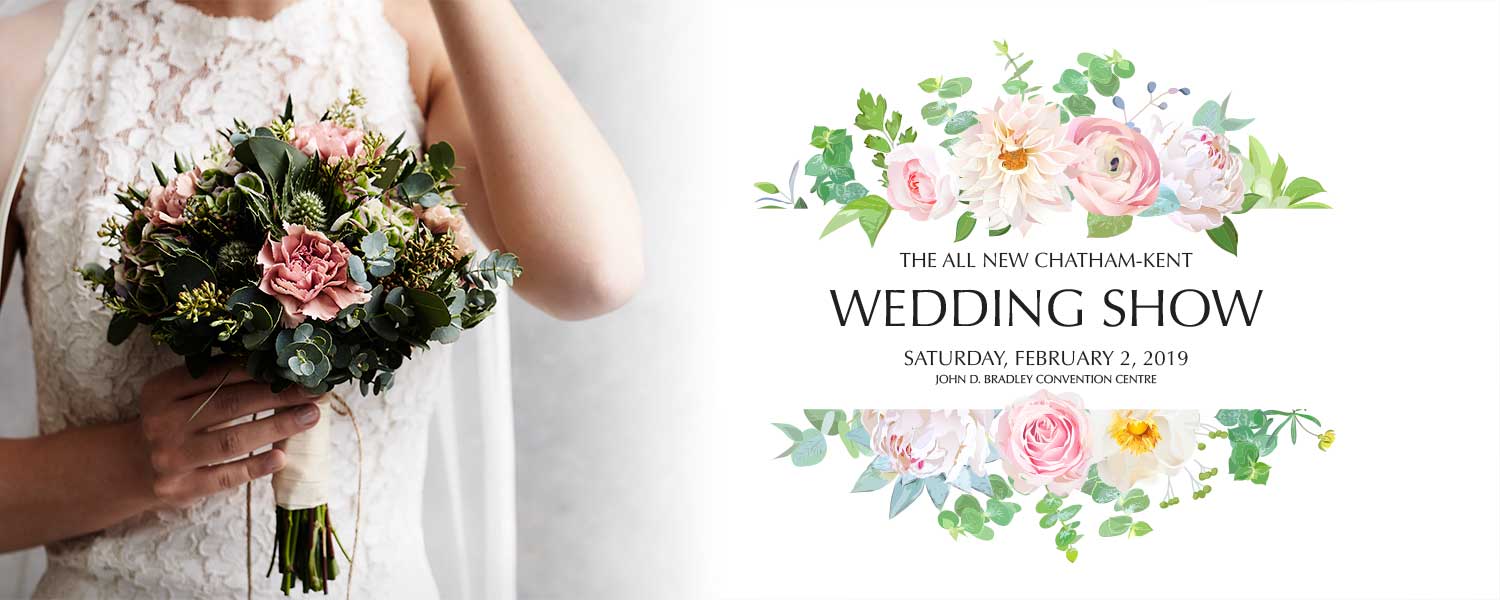 THE ALL NEW CHATHAM-KENT
WEDDING SHOW
SATURDAY, FEBRUARY 2, 2019
JOHN D. BRADLEY CONVENTION CENTRE